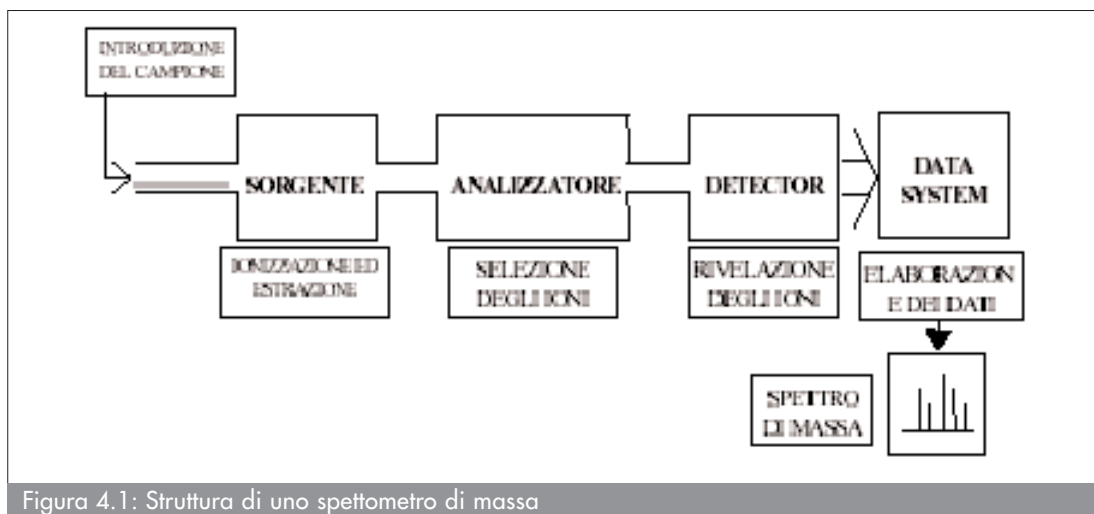 INTRODUZIONE
DEL CAMPIONE
SORGENTE
ANALIZZATORE
DETECTOR
DATA
SYSTEM
IONIZZAZIONE ED
ESTRAZIONE
SELEZIONE
DEGLI IONI
RIVELAZIONE
DEGLI IONI
ELABORAZION
E DEI DATI
SPETTRO
DI MASSA
Figura 4.1: Struttura di uno spettometro di massa